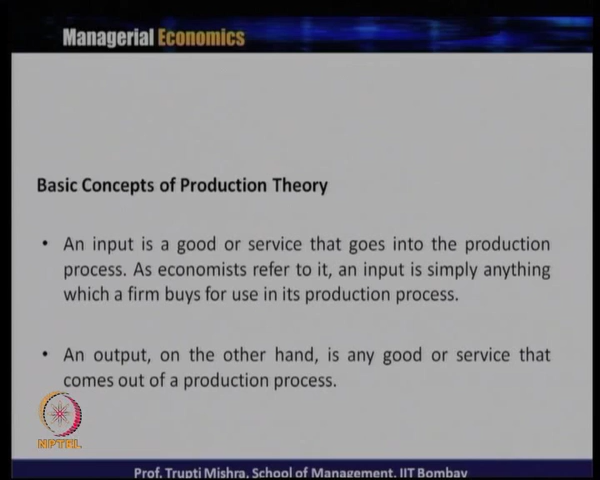 Managerial Economics
Basic Concepts of Production Theory
• An input is a good or service that goes into the production
process. As economists refer to it, an input is simply anything
which a firm buys for use in its production process.
• An output, on the other hand, is any good or service that
comes out of a production process.
NPTEL
Prof. Trupti Mishra, School of Management, IIT Bombay